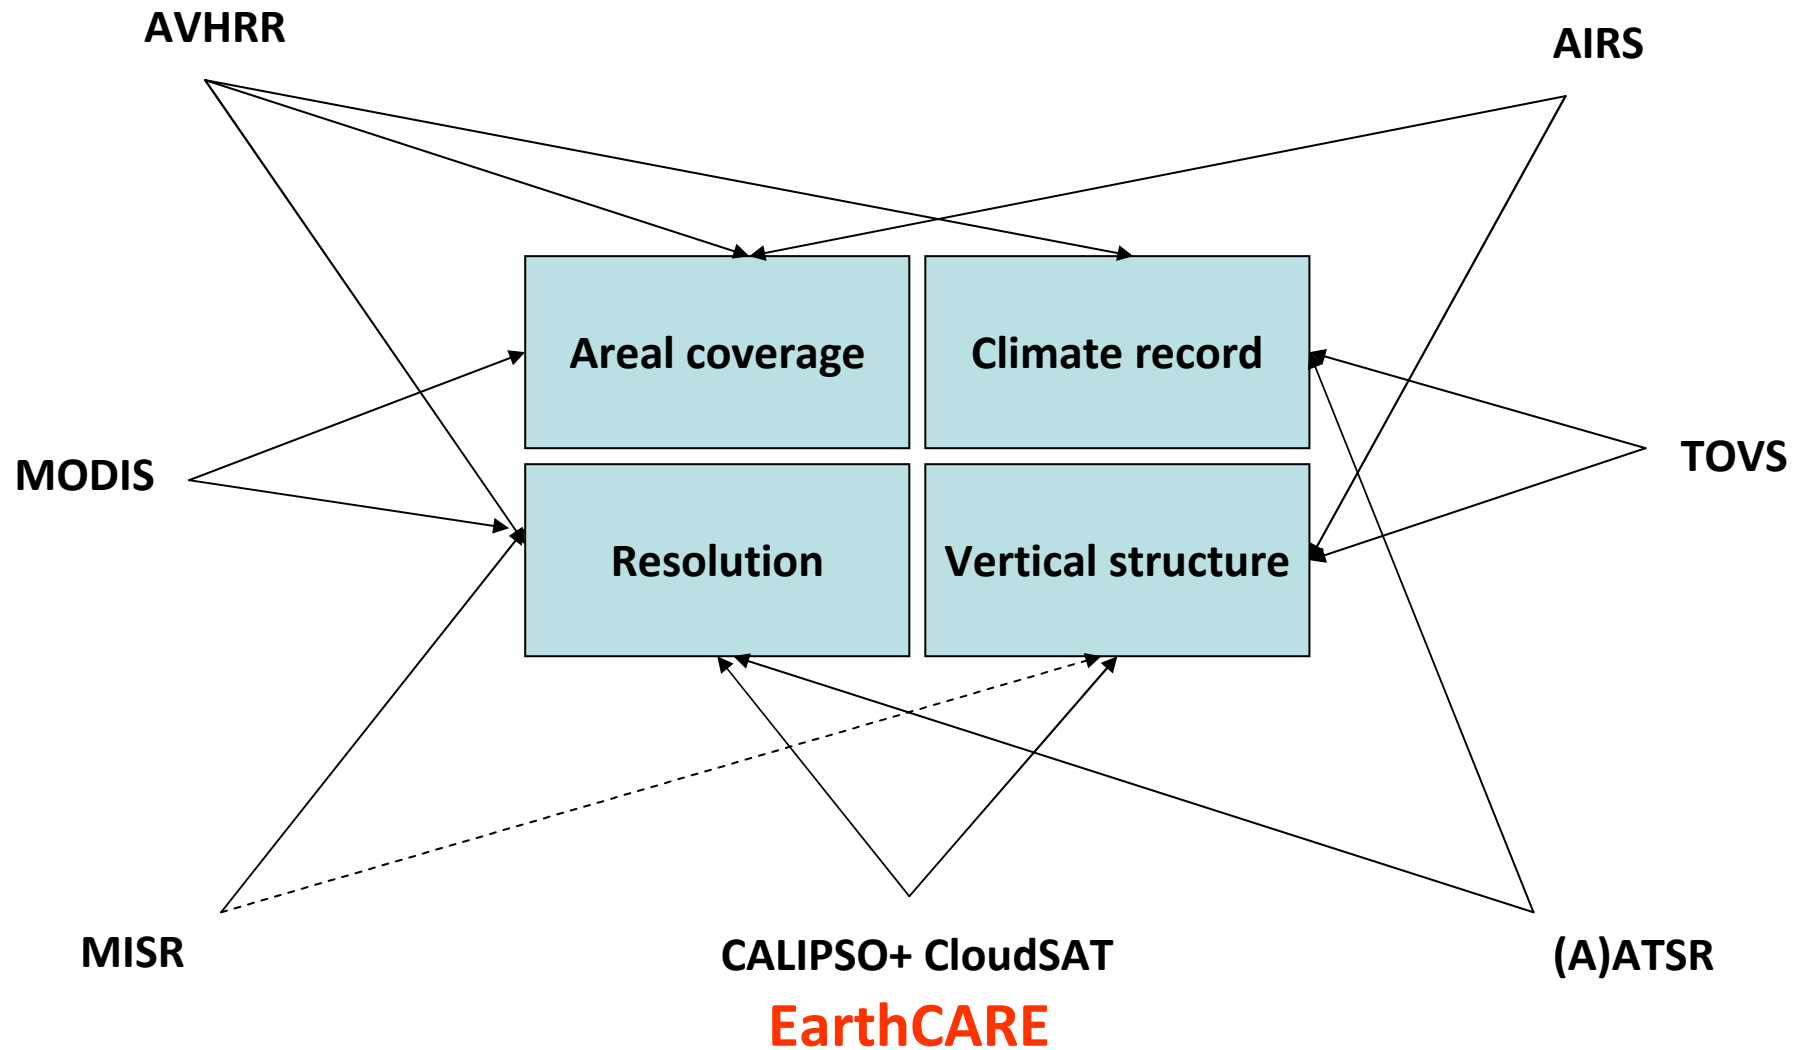 AVHRR
AIRS
Areal coverage
Climate record
MODIS
TOVS
Resolution
Vertical structure
MISR
CALIPSO+ CloudSAT
(A)ATSR
EarthCARE